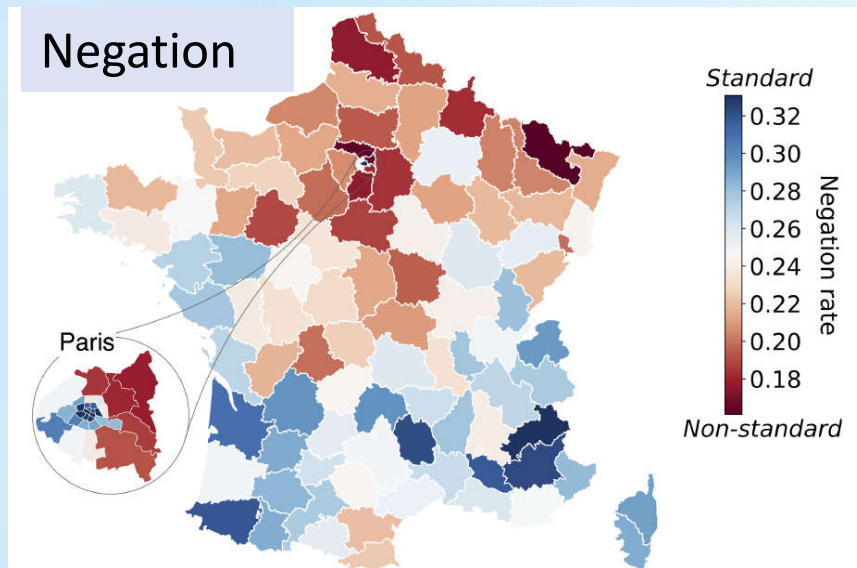 Negation
Standard
0.32
0.30
0.28
0.26
0.24
0.22
0.20
0.18
Negation rate
Non-standard
Paris